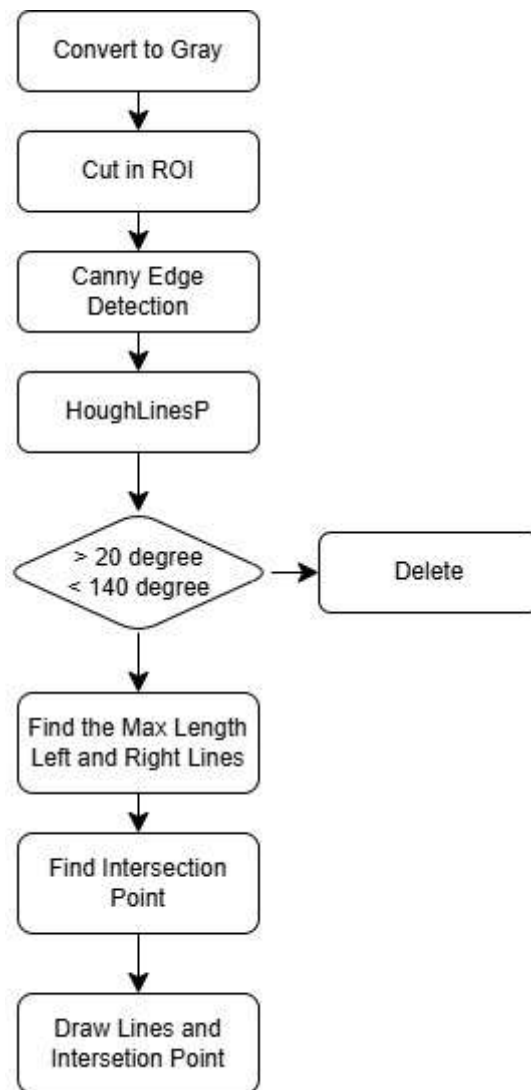 Convert to Gray
Cut in ROI
Canny Edge
Detection
HoughLinesP
> 20 degree
< 140 degree
Delete
Find the Max Length
Left and Right Lines
Find Intersection
Point
Draw Lines and
Intersetion Point